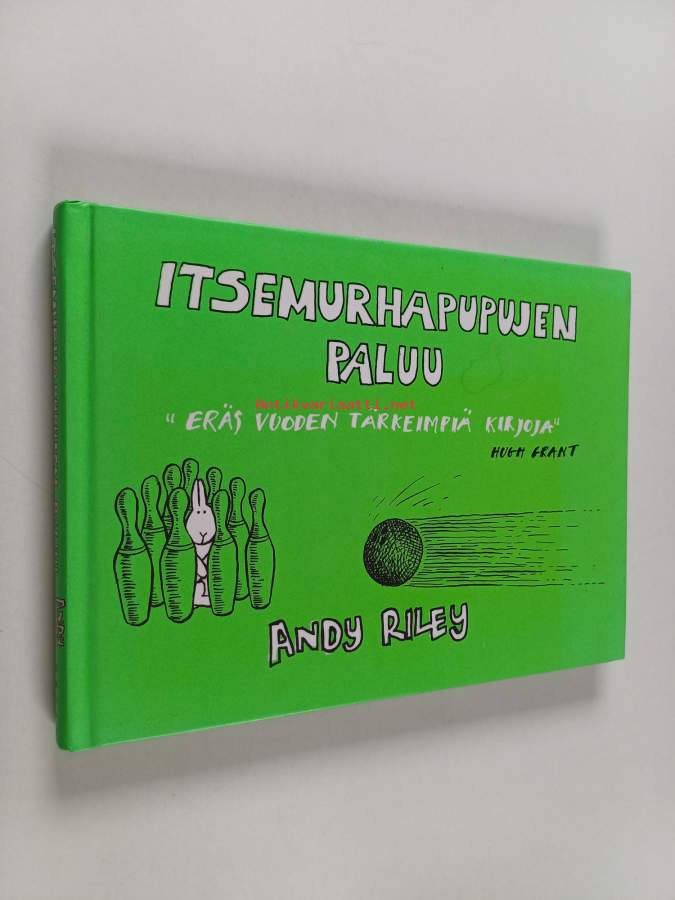 ITSEMURHAPUPUJEN
PALUU
Antikvariaatti.net
"ERÄS VUODEN TÄRKEIMPIÄ KIRJOJA"
HUGH GRANT
ANDY RILEY